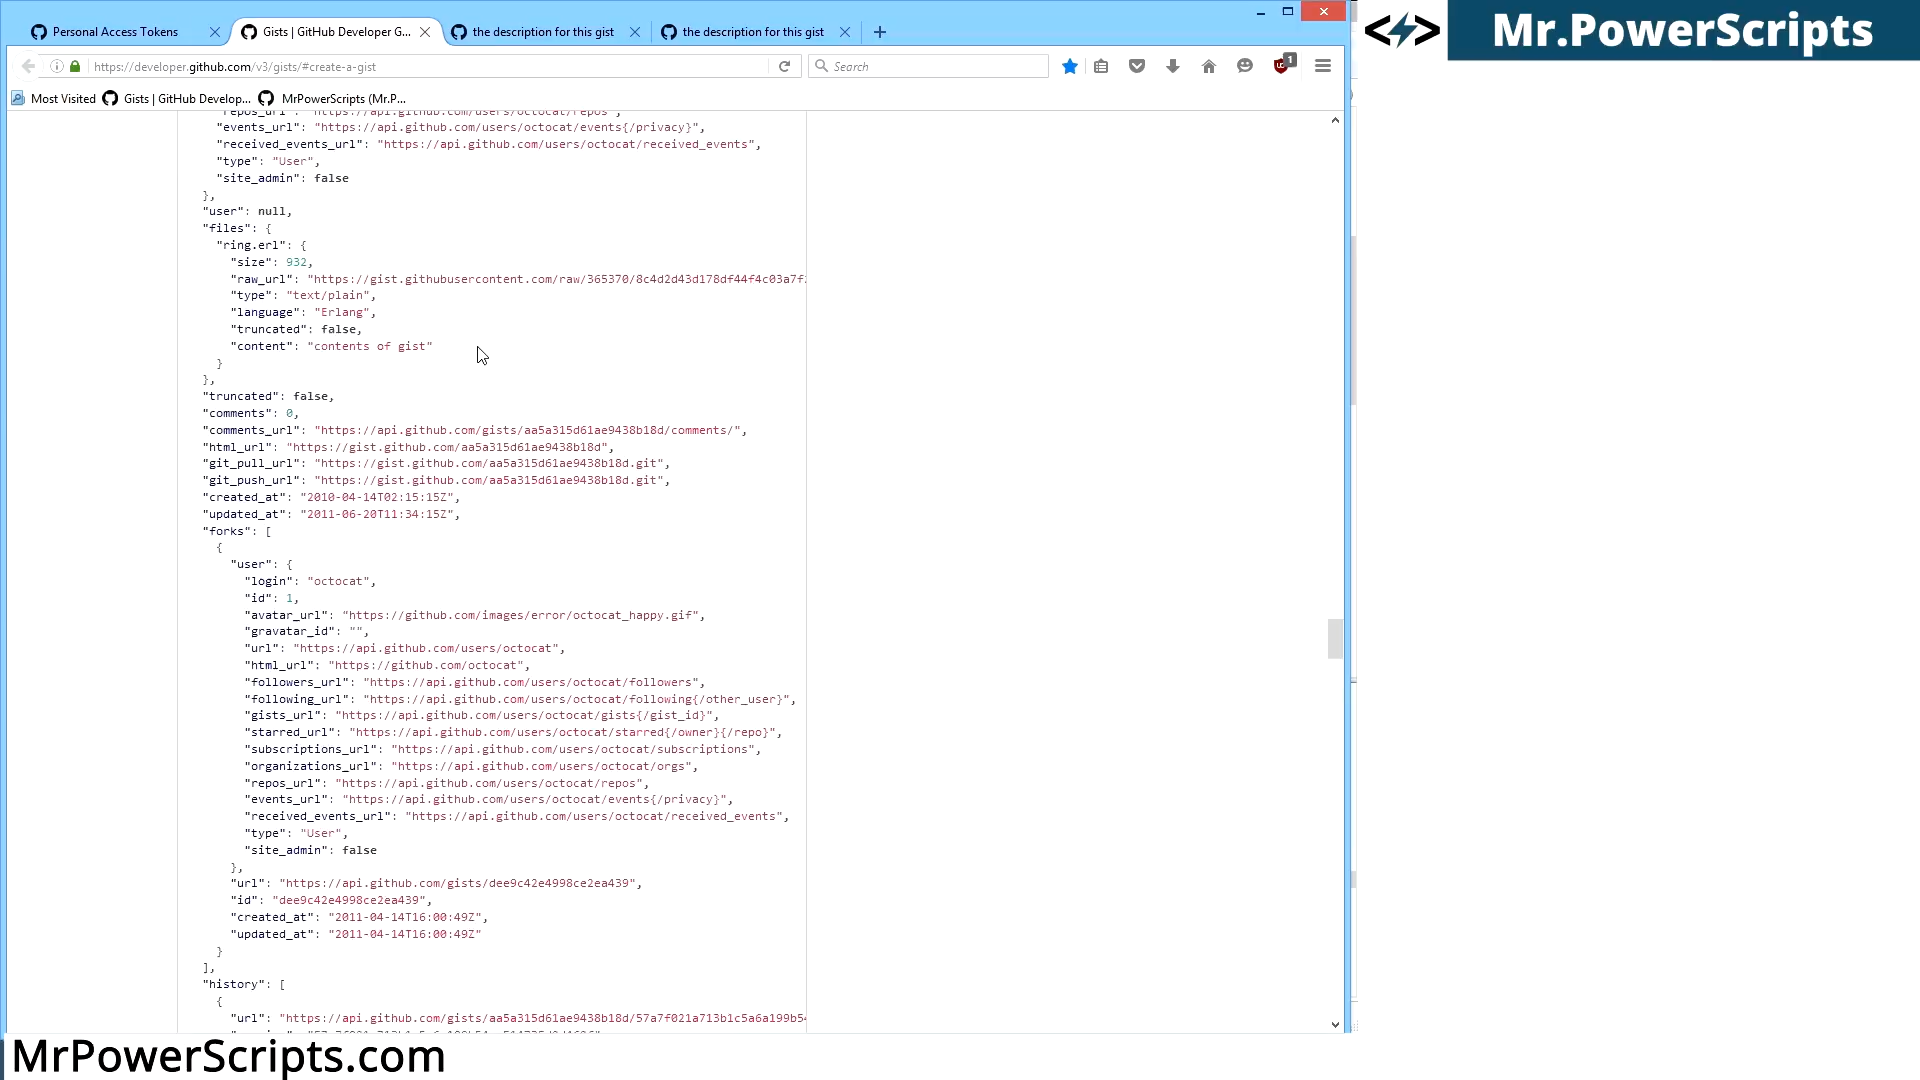 Personal Access Tokens
Gists | GitHub Developer G...
the description for this gist
the description for this gist
Mr.PowerScripts
https://developer.github.com/v3/gists/#create-a-gist
Search
1
Most Visited
Gists | GitHub Develop...
MrPowerScripts (Mr.P...
"repos_url": "https://api.github.com/users/octocat/repos",
"events_url": "https://api.github.com/users/octocat/events{/privacy}",
"received_events_url": "https://api.github.com/users/octocat/received_events",
"type": "User",
"site_admin": false
},
"user": null,
"files": {
"ring.erl": {
"size": 932,
"raw_url": "https://gist.githubusercontent.com/raw/365370/8c4d2d43d178df44f4c03a7f
"type": "text/plain",
"language": "Erlang",
"truncated": false,
"content": "contents of gist"
}
},
"truncated": false,
"comments": 0,
"comments_url": "https://api.github.com/gists/aa5a315d61ae9438b18d/comments/",
"html_url": "https://gist.github.com/aa5a315d61ae9438b18d",
"git_pull_url": "https://gist.github.com/aa5a315d61ae9438b18d.git",
"git_push_url": "https://gist.github.com/aa5a315d61ae9438b18d.git",
"created_at": "2010-04-14T02:15:15Z",
"updated_at": "2011-06-20T11:34:15Z",
"forks": [
{
"user": {
"login": "octocat",
"id": 1,
"avatar_url": "https://github.com/images/error/octocat_happy.gif",
"gravatar_id": "",
"url": "https://api.github.com/users/octocat",
"html_url": "https://github.com/octocat",
"followers_url": "https://api.github.com/users/octocat/followers",
"following_url": "https://api.github.com/users/octocat/following{/other_user}",
"gists_url": "https://api.github.com/users/octocat/gists{/gist_id}",
"starred_url": "https://api.github.com/users/octocat/starred{/owner}{/repo}",
"subscriptions_url": "https://api.github.com/users/octocat/subscriptions",
"organizations_url": "https://api.github.com/users/octocat/orgs",
"repos_url": "https://api.github.com/users/octocat/repos",
"events_url": "https://api.github.com/users/octocat/events{/privacy}",
"received_events_url": "https://api.github.com/users/octocat/received_events",
"type": "User",
"site_admin": false
},
"url": "https://api.github.com/gists/dee9c42e4998ce2ea439",
"id": "dee9c42e4998ce2ea439",
"created_at": "2011-04-14T16:00:49Z",
"updated_at": "2011-04-14T16:00:49Z"
}
],
"history": [
{
"url": "https://api.github.com/gists/aa5a315d61ae9438b18d/57a7f021a713b1c5a6a199b5
MrPowerScripts.com